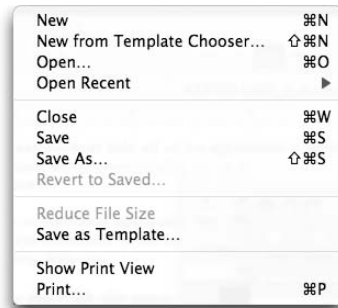 New ⌘N
New from Template Chooser... ⇧⌘N
Open... ⌘O
Open Recent ▶
Close ⌘W
Save ⌘S
Save As... ⇧⌘S
Revert to Saved...
Reduce File Size
Save as Template...
Show Print View
Print... ⌘P